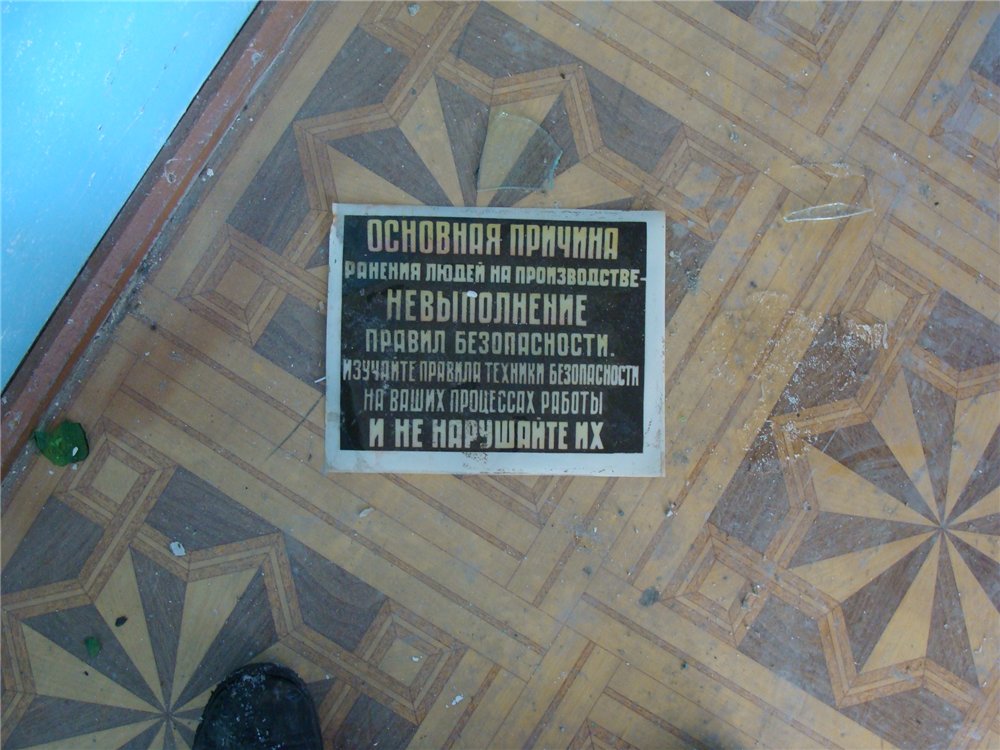 ОСНОВНАЯ ПРИЧИНА
РАНЕНИЯ ЛЮДЕЙ НА ПРОИЗВОДСТВЕ-
НЕВЫПОЛНЕНИЕ
ПРАВИЛ БЕЗОПАСНОСТИ.
ИЗУЧАЙТЕ ПРАВИЛА ТЕХНИКИ БЕЗОПАСНОСТИ
НА ВАШИХ ПРОЦЕССАХ РАБОТЫ
И НЕ НАРУШАЙТЕ ИХ